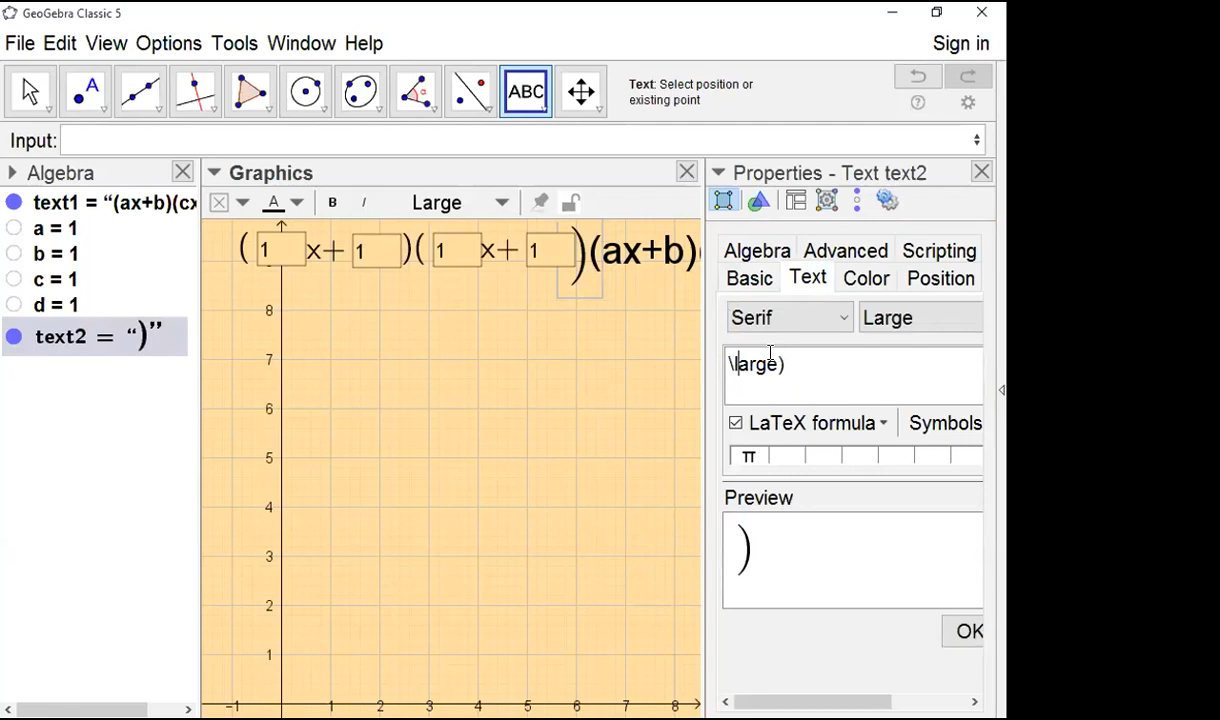 GeoGebra Classic 5
File Edit View Options Tools Window Help Sign in
A
α
ABC
Text: Select position or
existing point
Input:
Algebra
Graphics
Properties - Text text2
text1 = “(ax+b)(cx
a = 1
b = 1
c = 1
d = 1
text2 = “)”
A B I Large
( 1 x+ 1 )( 1 x+ 1 )(ax+b)(
8
7
6
5
4
3
2
1
−1 0 1 2 3 4 5 6 7 8
Algebra Advanced Scripting
Basic Text Color Position
Serif Large
\large)
LaTeX formula Symbols
π
Preview
)
OK